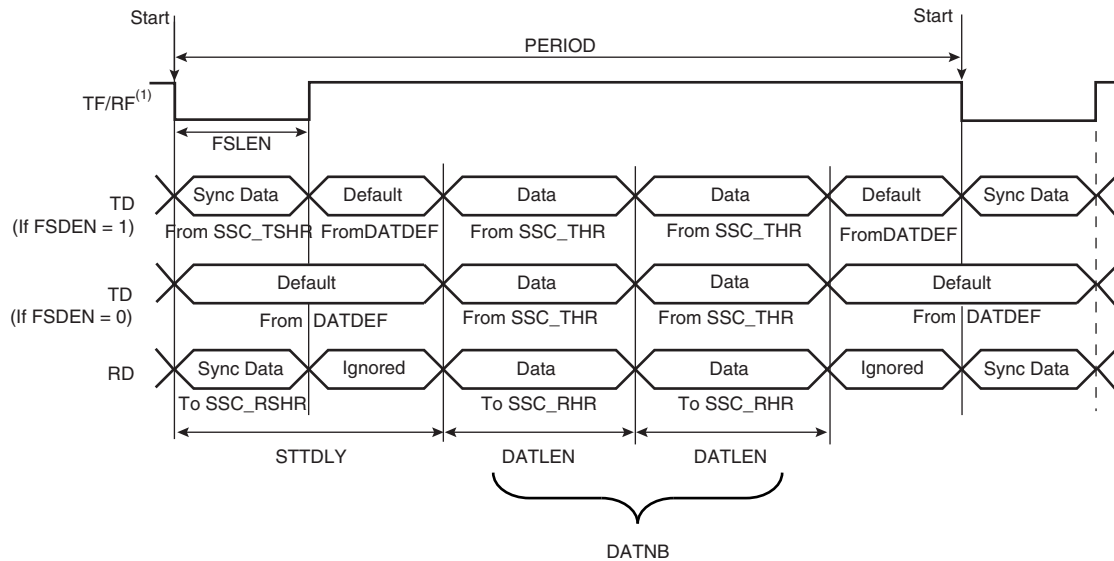 Start
Start
PERIOD
TF/RF(1)
FSLEN
TD
(If FSDEN = 1)
Sync Data
Default
Data
Data
Default
Sync Data
From SSC_TSHR
FromDATDEF
From SSC_THR
From SSC_THR
FromDATDEF
TD
(If FSDEN = 0)
Default
Data
Data
Default
From DATDEF
From SSC_THR
From SSC_THR
From DATDEF
RD
Sync Data
Ignored
Data
Data
Ignored
Sync Data
To SSC_RSHR
To SSC_RHR
To SSC_RHR
STTDLY
DATLEN
DATLEN
DATNB